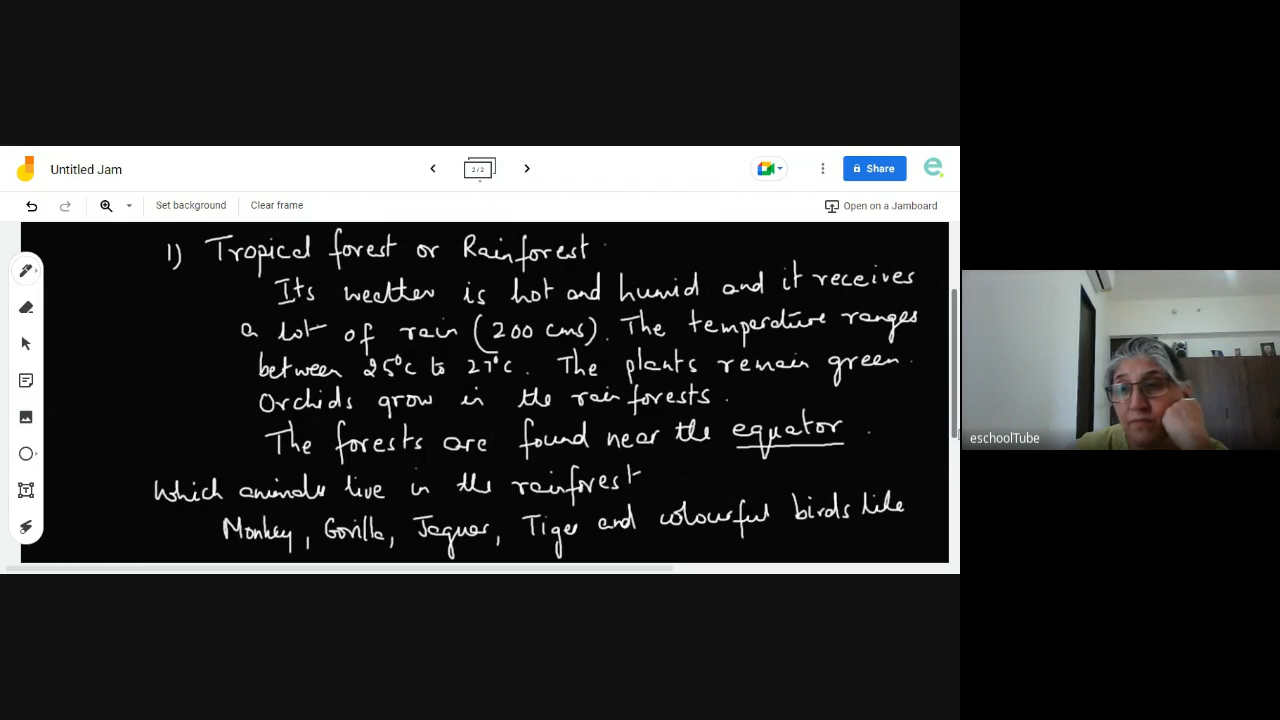 Untitled Jam
2/2
Share
Set background
Clear frame
Open on a Jamboard
1) Tropical forest or Rainforest.
Its weather is hot and humid and it receives
a lot of rain (200 cms). The temperature ranges
between 25°C to 27°C. The plants remain green.
Orchids grow in the rain forests.
The forests are found near the equator.
Which animals live in the rainforest
Monkey, Gorilla, Jaguar, Tiger and colourful birds like
eschoolTube